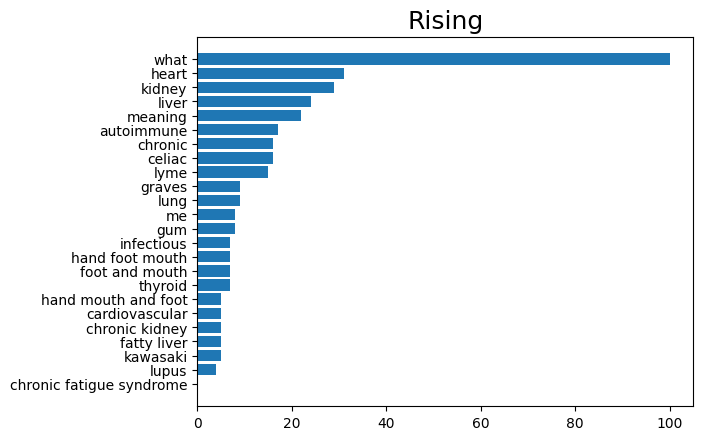 Rising
what
heart
kidney
liver
meaning
autoimmune
chronic
celiac
lyme
graves
lung
me
gum
infectious
hand foot mouth
foot and mouth
thyroid
hand mouth and foot
cardiovascular
chronic kidney
fatty liver
kawasaki
lupus
chronic fatigue syndrome
0 20 40 60 80 100